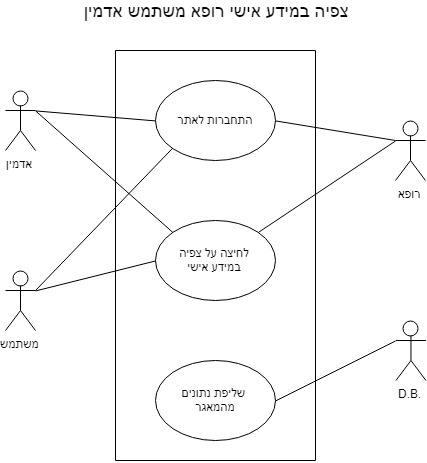 צפיה במידע אישי רופא משתמש אדמין
התחברות לאתר
אדמין
רופא
לחיצה על צפיה
במידע אישי
משתמש
שליפת נתונים
מהמאגר
D.B.